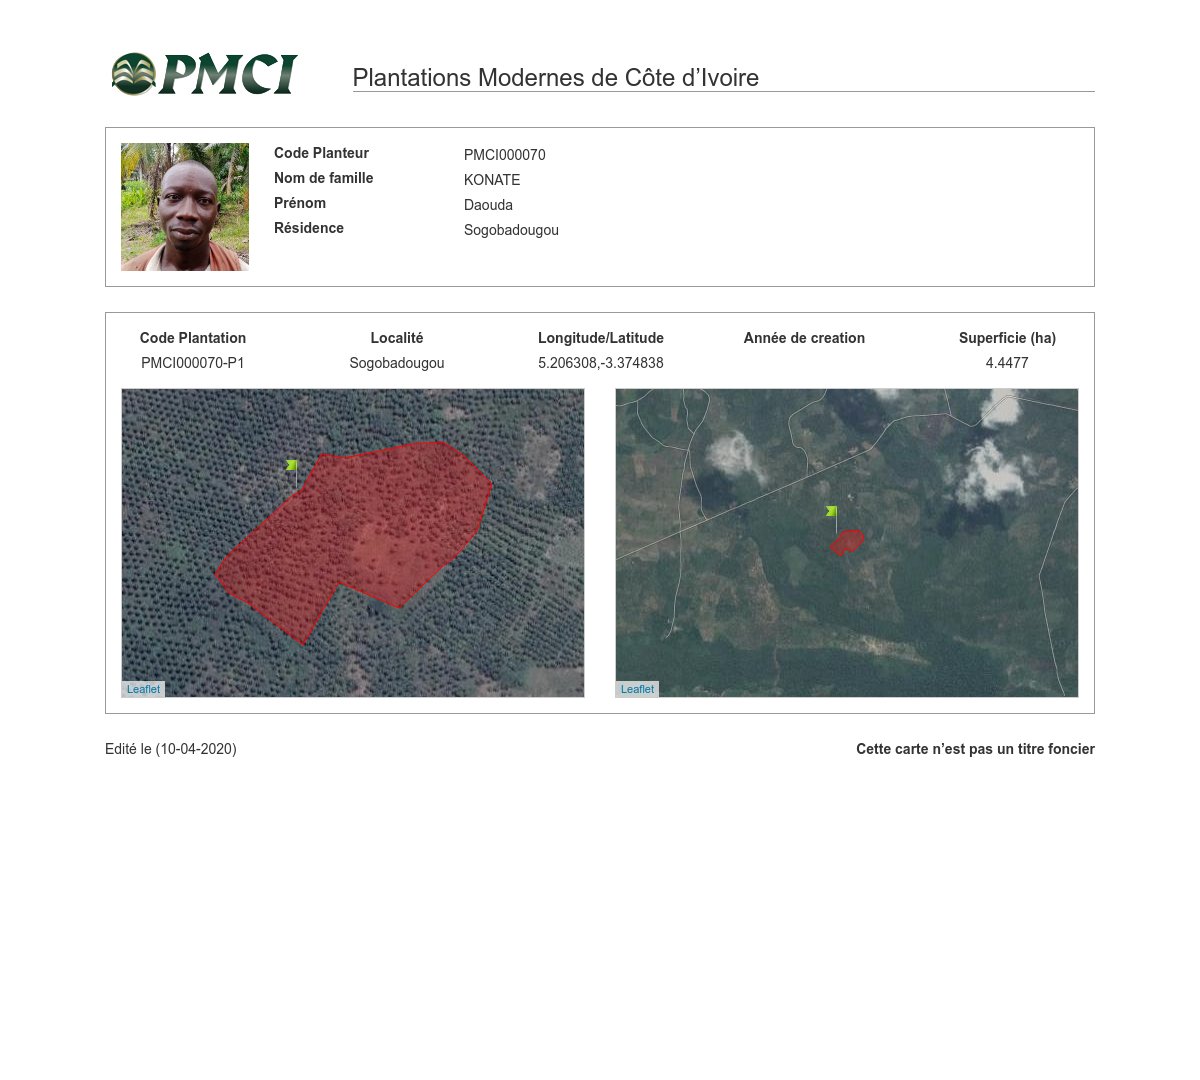 PMCI
Plantations Modernes de Côte d’Ivoire
Code Planteur PMCI000070
Nom de famille KONATE
Prénom Daouda
Résidence Sogobadougou
Code Plantation Localité Longitude/Latitude Année de creation Superficie (ha)
PMCI000070-P1 Sogobadougou 5.206308,-3.374838 4.4477
Leaflet Leaflet
Edité le (10-04-2020) Cette carte n’est pas un titre foncier